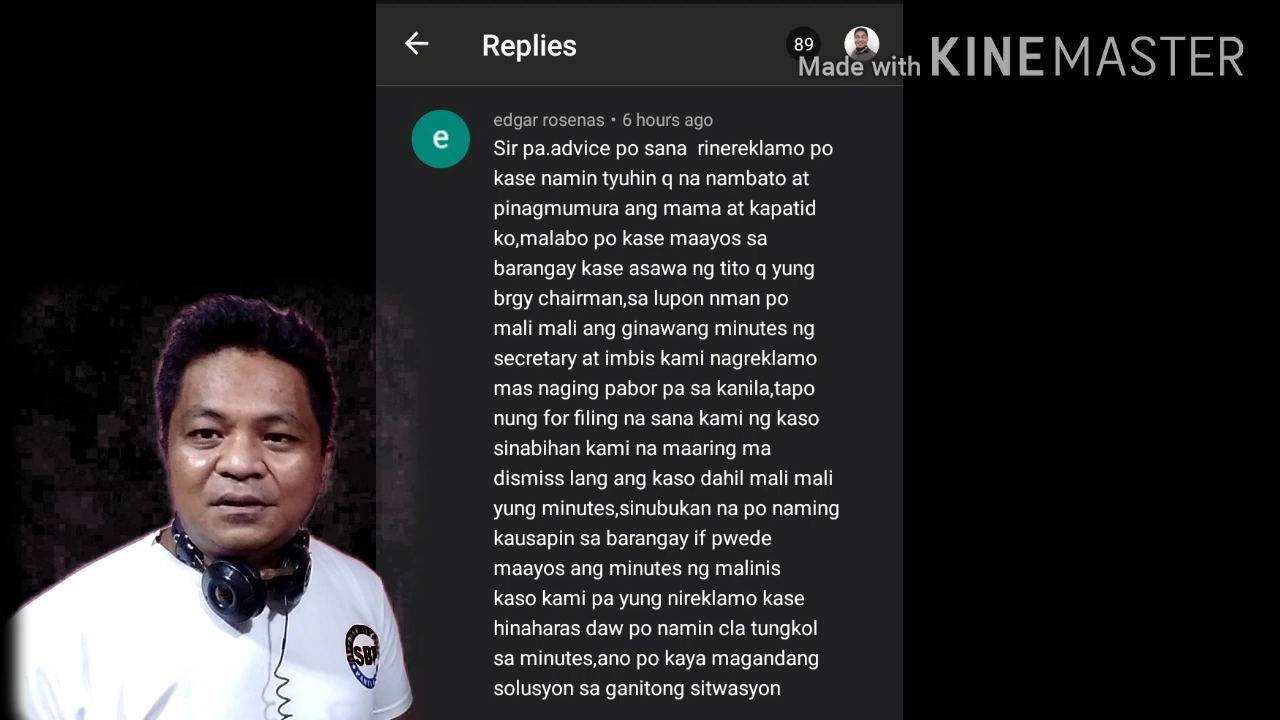 Replies
89
Made with KINEMASTER
e
edgar rosenas • 6 hours ago
Sir pa.advice po sana rinereklamo po
kase namin tyuhin q na nambato at
pinagmumura ang mama at kapatid
ko,malabo po kase maayos sa
barangay kase asawa ng tito q yung
brgy chairman,sa lupon nman po
mali mali ang ginawang minutes ng
secretary at imbis kami nagreklamo
mas naging pabor pa sa kanila,tapo
nung for filing na sana kami ng kaso
sinabihan kami na maaring ma
dismiss lang ang kaso dahil mali mali
yung minutes,sinubukan na po naming
kausapin sa barangay if pwede
maayos ang minutes ng malinis
kaso kami pa yung nireklamo kase
hinaharas daw po namin cla tungkol
sa minutes,ano po kaya magandang
solusyon sa ganitong sitwasyon